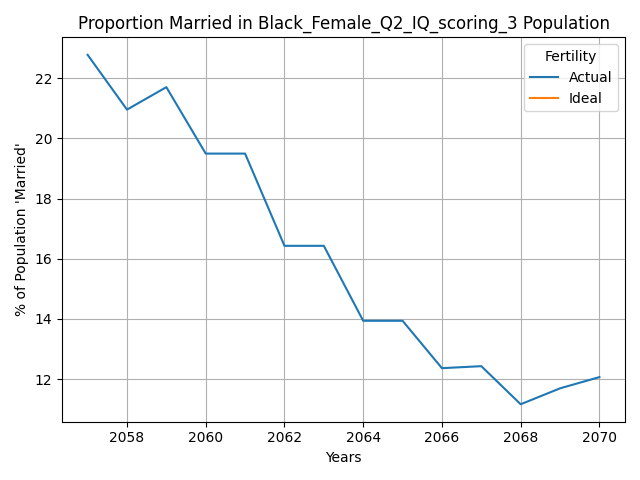 Proportion Married in Black_Female_Q2_IQ_scoring_3 Population
Fertility
Actual
Ideal
% of Population 'Married'
22
20
18
16
14
12
2058 2060 2062 2064 2066 2068 2070
Years